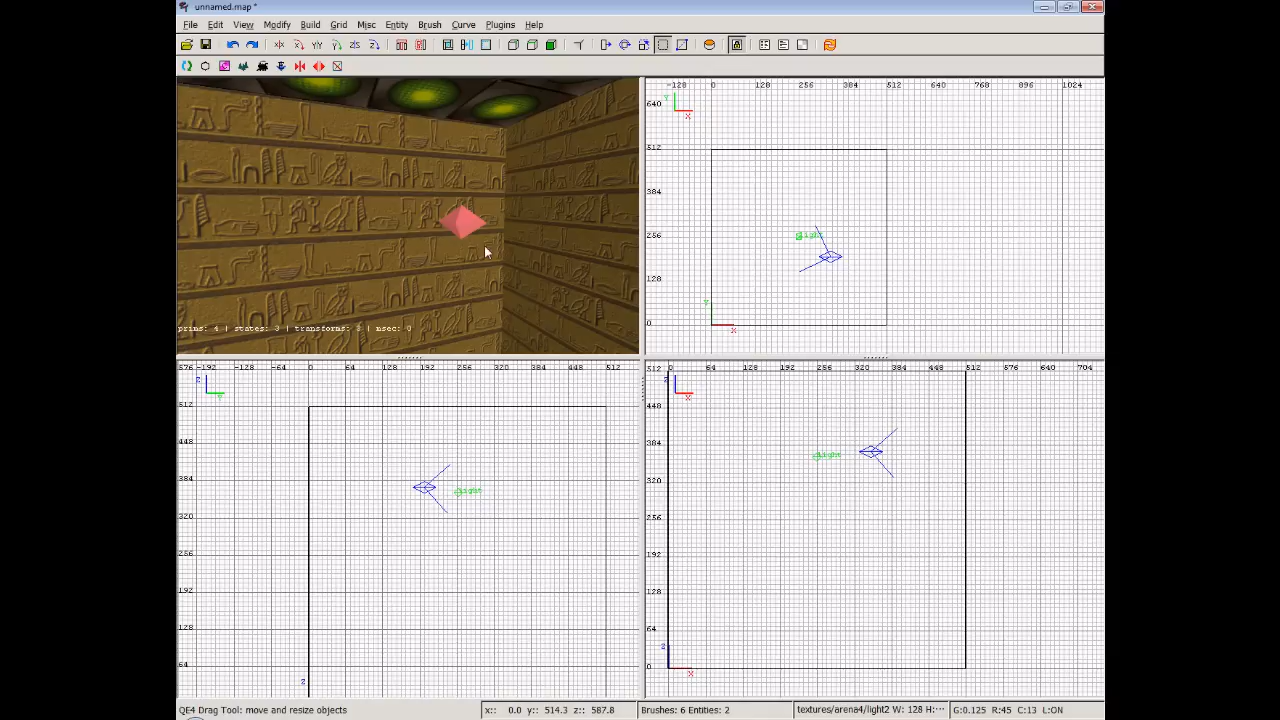 unnamed.map *
File Edit View Modify Build Grid Misc Entity Brush Curve Plugins Help
prims: 4 | states: 3 | transforms: 2 | msec: 0
-128 0 128 256 384 512 640 768 896 1024
Y
640
X
512
384
light
256
128
Y
0
X
576 -192 -128 -64 0 64 128 192 256 320 384 448 512
Z
Y
512
448
384
light
320
256
192
128
64
Z
512 0 64 128 192 256 320 384 448 512 576 640 704
Z
X
448
384
light
320
256
192
128
64
Z
0
X
QE4 Drag Tool: move and resize objects
x:: 0.0 y:: 514.3 z:: 587.8
Brushes: 6 Entities: 2
textures/arena4/light2 W: 128 H:···
G:0.125 R:45 C:13 L:ON